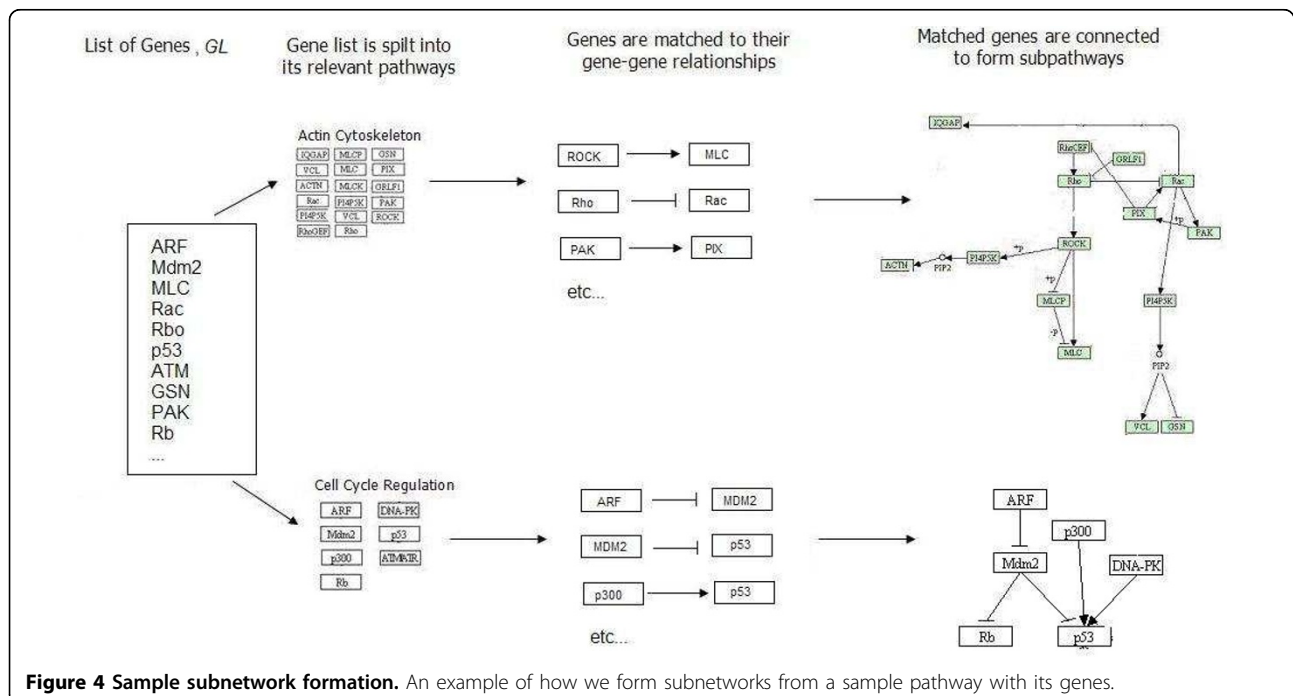 List of Genes , GL
Gene list is spilt into
its relevant pathways
Genes are matched to their
gene-gene relationships
Matched genes are connected
to form subpathways
ARF
Mdm2
MLC
Rac
Rbo
p53
ATM
GSN
PAK
Rb
...
Actin Cytoskeleton
IQGAP MLCP GSN
VCL MLC PIX
ACTN MLCK GRLF1
Rac PI4P5K PAK
PI4P5K VCL ROCK
RhoGEF Rho
ROCK MLC
Rho Rac
PAK PIX
etc...
IQGAP
RhoGEF
GRLF1
Rho Rac
PIX
+p
PAK
ROCK
+p
ACTN PIP2 PI4P5K
+p
MLCP PI4P5K
-p
MLC
PIP2
VCL GSN
Cell Cycle Regulation
ARF DNA-PK
Mdm2 p53
p300 ATM/ATR
Rb
ARF MDM2
MDM2 p53
p300 p53
etc...
ARF
p300
Mdm2 DNA-PK
Rb p53
Figure 4 Sample subnetwork formation. An example of how we form subnetworks from a sample pathway with its genes.